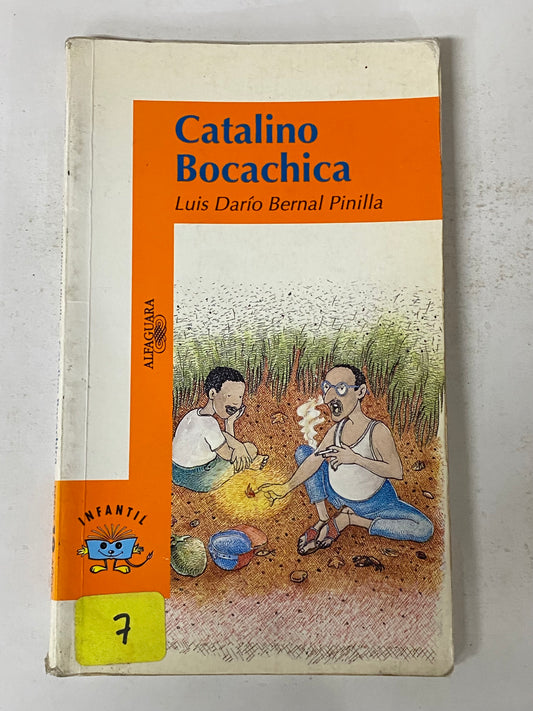 Catalino
Bocachica
Luis Darío Bernal Pinilla
ALFAGUARA
INFANTIL
7